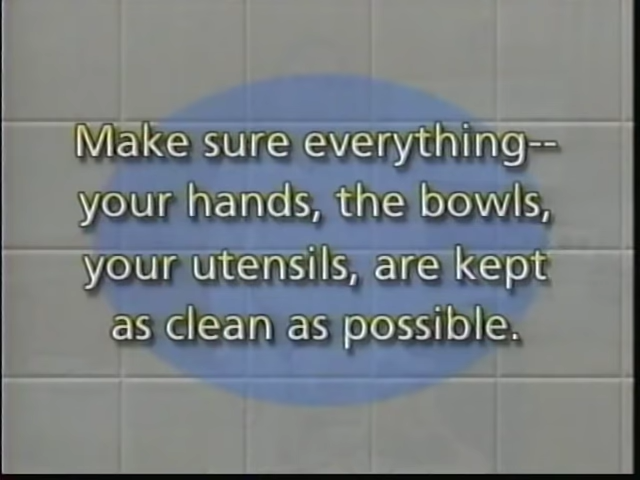 Make sure everything--
your hands, the bowls,
your utensils, are kept
as clean as possible.